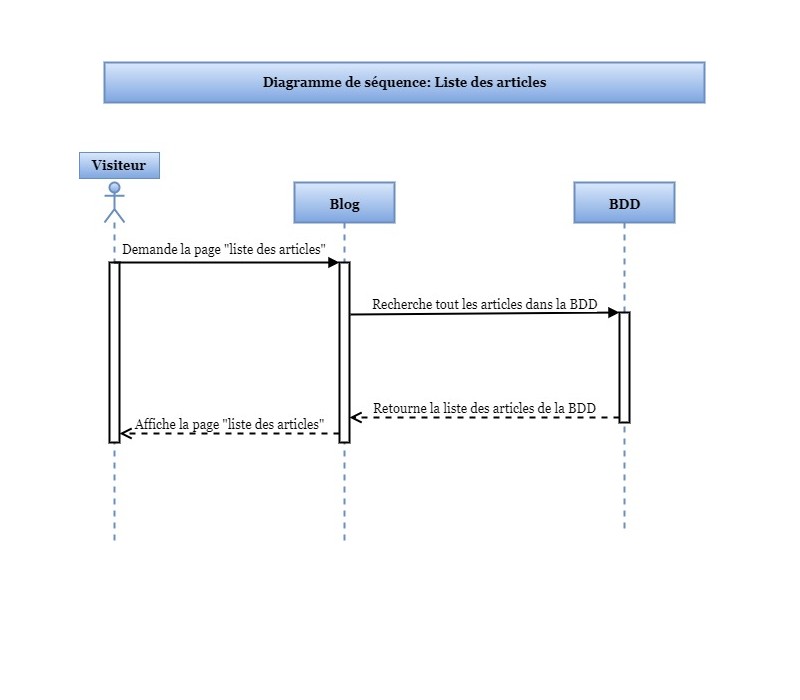 Diagramme de séquence: Liste des articles
Visiteur
Blog
BDD
Demande la page "liste des articles"
Recherche tout les articles dans la BDD
Retourne la liste des articles de la BDD
Affiche la page "liste des articles"